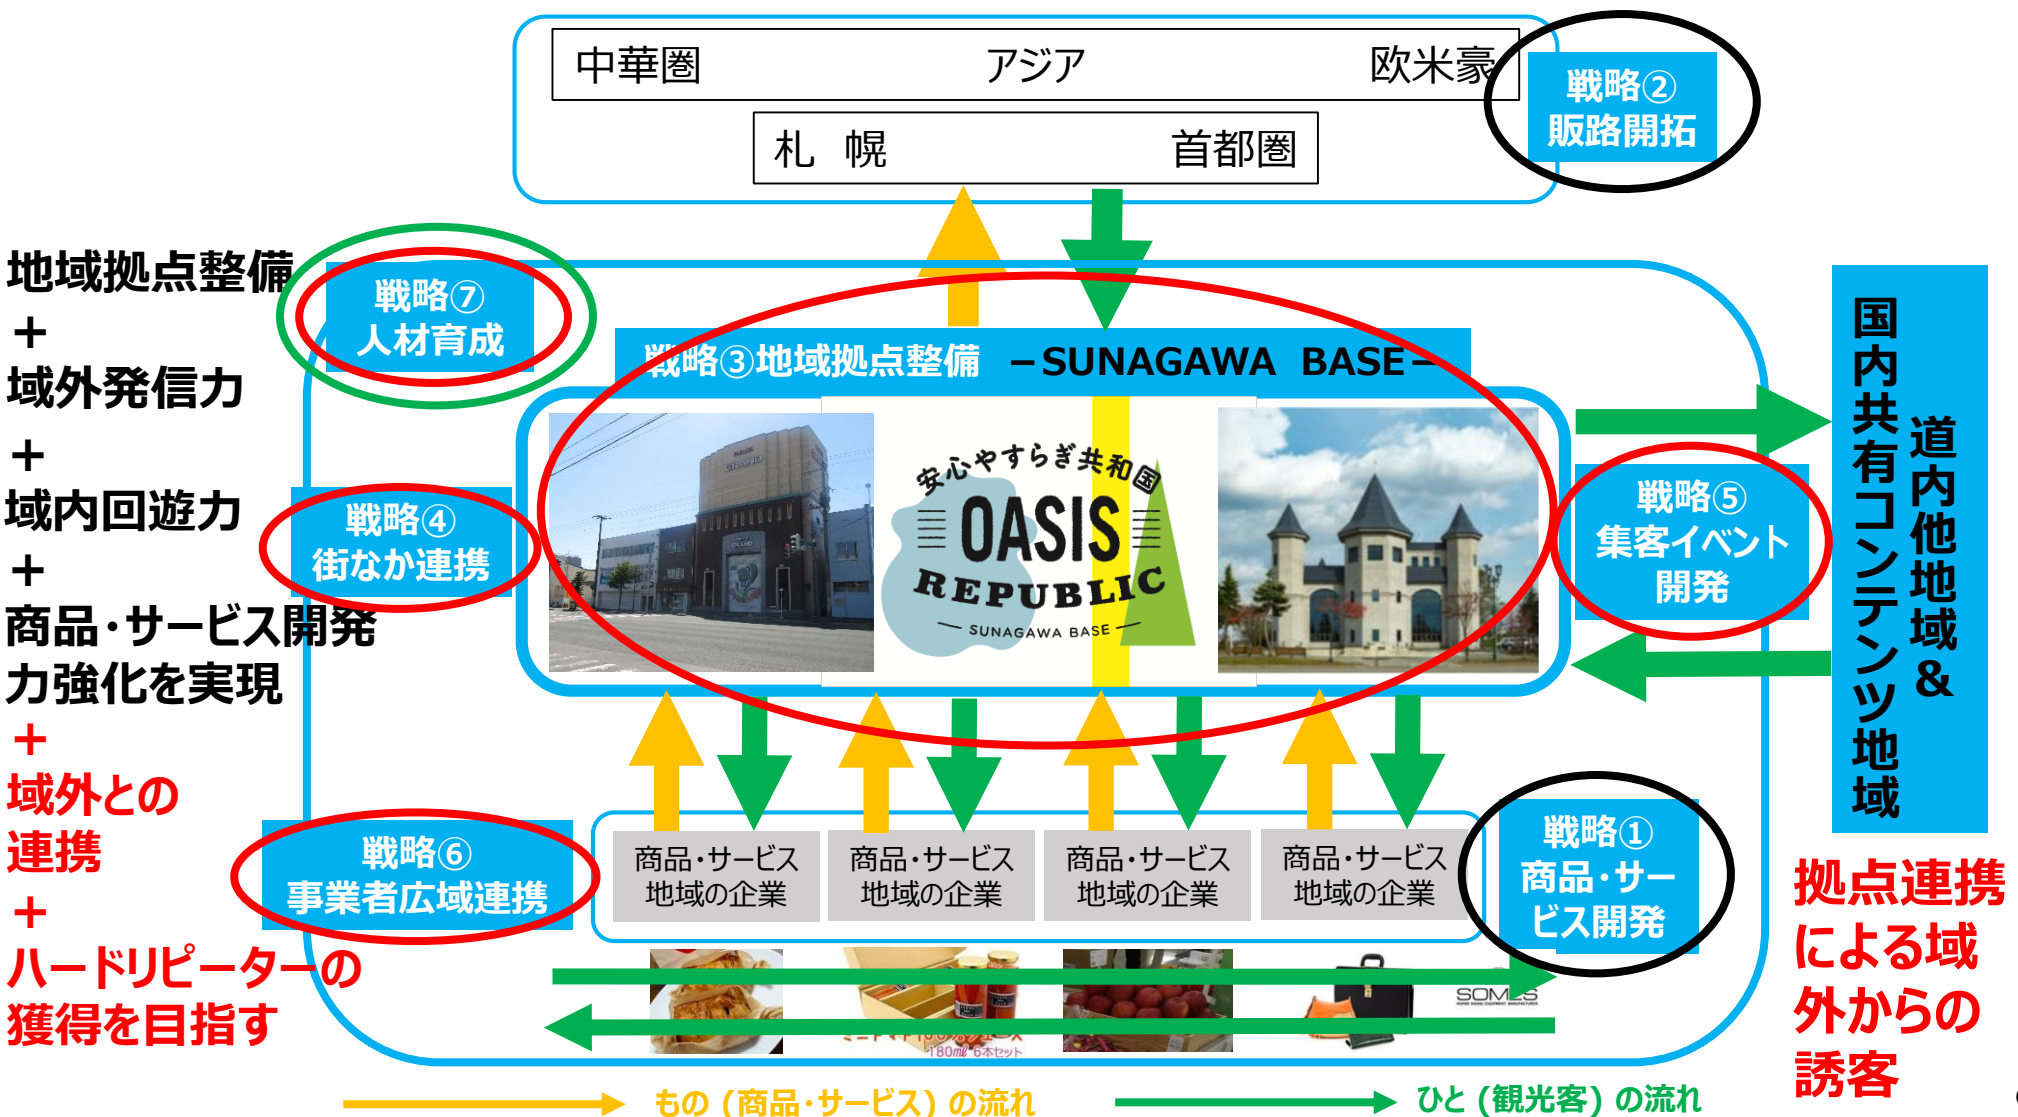 中華圏 アジア 欧米豪
札 幌 首都圏
戦略②
販路開拓
地域拠点整備
+
域外発信力
+
域内回遊力
+
商品・サービス開発
力強化を実現
+
域外との
連携
+
ハードリピーターの
獲得を目指す
戦略⑦
人材育成
戦略③地域拠点整備 －SUNAGAWA BASE－
安心やすらぎ共和国
OASIS
REPUBLIC
SUNAGAWA BASE
戦略④
街なか連携
戦略⑤
集客イベント
開発
道内他地域＆
国内共有コンテンツ地域
戦略⑥
事業者広域連携
商品・サービス
地域の企業
商品・サービス
地域の企業
商品・サービス
地域の企業
商品・サービス
地域の企業
戦略①
商品・サー
ビス開発
SOMES
180ml 6本セット
拠点連携
による域
外からの
誘客
もの (商品・サービス) の流れ
ひと (観光客) の流れ